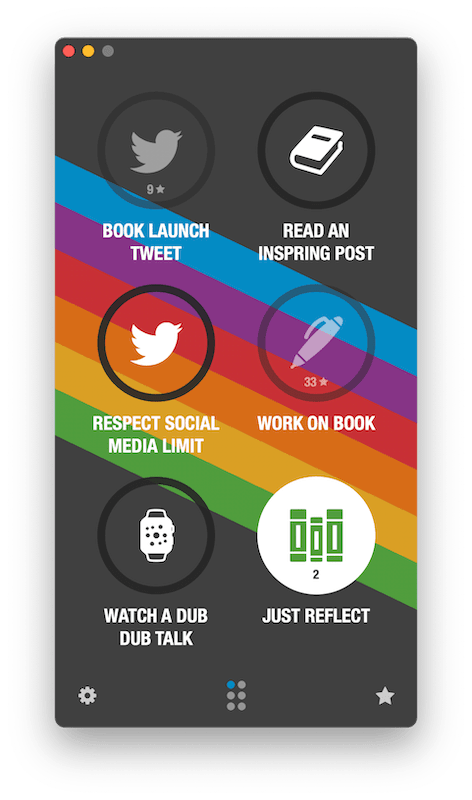 9★
BOOK LAUNCH
TWEET
READ AN
INSPRING POST
RESPECT SOCIAL
MEDIA LIMIT
33★
WORK ON BOOK
WATCH A DUB
DUB TALK
2
JUST REFLECT